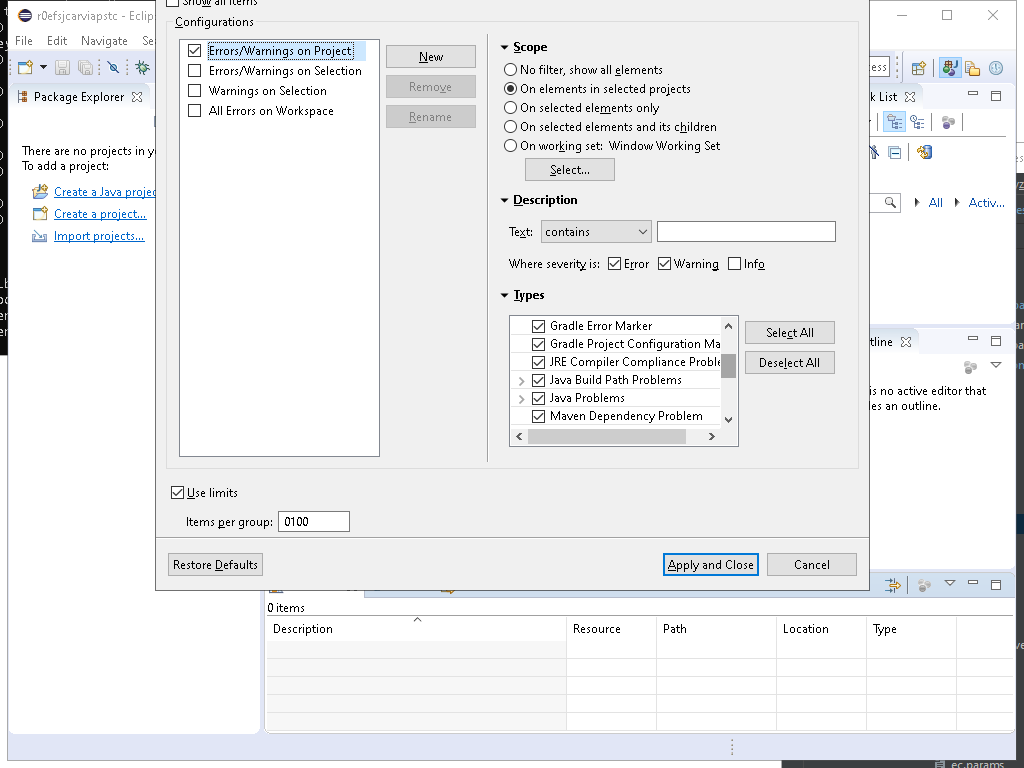 Show all items
r0efsjcarviapstc - Eclip
File Edit Navigate Se
Configurations
Errors/Warnings on Project
Errors/Warnings on Selection
Warnings on Selection
All Errors on Workspace
New
Remove
Rename
Scope
No filter, show all elements
On elements in selected projects
On selected elements only
On selected elements and its children
On working set: Window Working Set
Select...
Description
Text: contains
Where severity is: Error Warning Info
Types
Gradle Error Marker
Gradle Project Configuration Ma
JRE Compiler Compliance Proble
Java Build Path Problems
Java Problems
Maven Dependency Problem
Select All
Deselect All
Use limits
Items per group: 0100
Restore Defaults
Apply and Close
Cancel
Package Explorer
There are no projects in y
To add a project:
Create a Java projec
Create a project...
Import projects...
ess
k List
All Activ...
tline
is no active editor that
des an outline.
0 items
Description Resource Path Location Type
ec.params